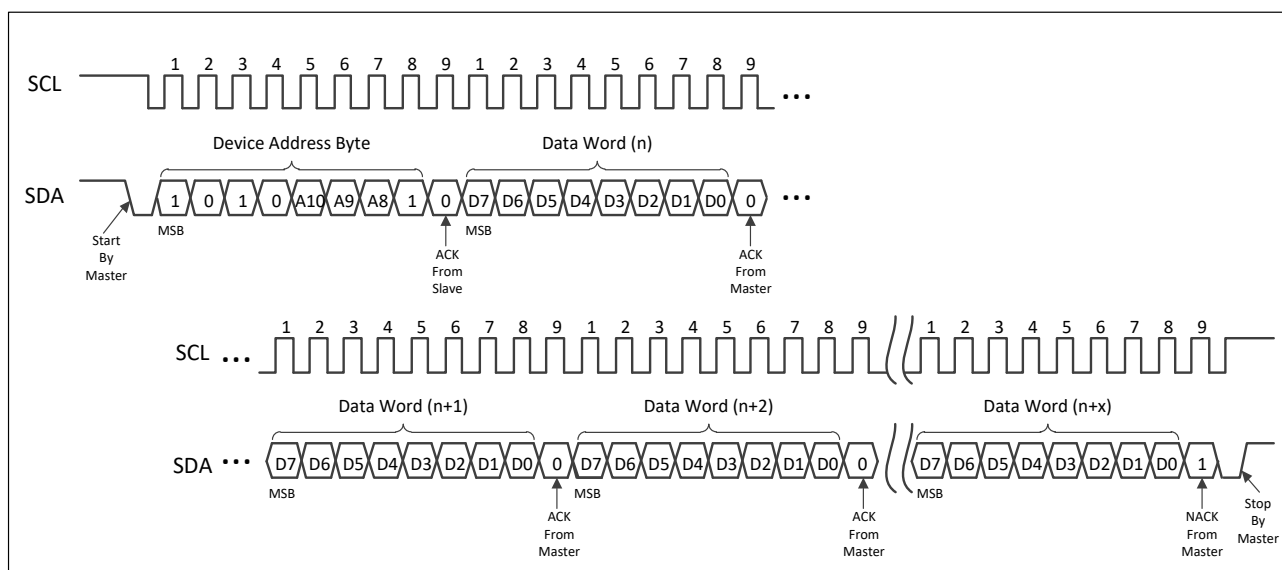 1 2 3 4 5 6 7 8 9 1 2 3 4 5 6 7 8 9
SCL ...
Device Address Byte Data Word (n)
SDA 1 0 1 0 A10 A9 A8 1 0 D7 D6 D5 D4 D3 D2 D1 D0 0 ...
MSB MSB
Start
By
Master
ACK
From
Slave
ACK
From
Master
1 2 3 4 5 6 7 8 9 1 2 3 4 5 6 7 8 9 1 2 3 4 5 6 7 8 9
SCL ...
Data Word (n+1) Data Word (n+2) Data Word (n+x)
SDA ... D7 D6 D5 D4 D3 D2 D1 D0 0 D7 D6 D5 D4 D3 D2 D1 D0 0 D7 D6 D5 D4 D3 D2 D1 D0 1
MSB MSB MSB
ACK
From
Master
ACK
From
Master
NACK
From
Master
Stop
By
Master